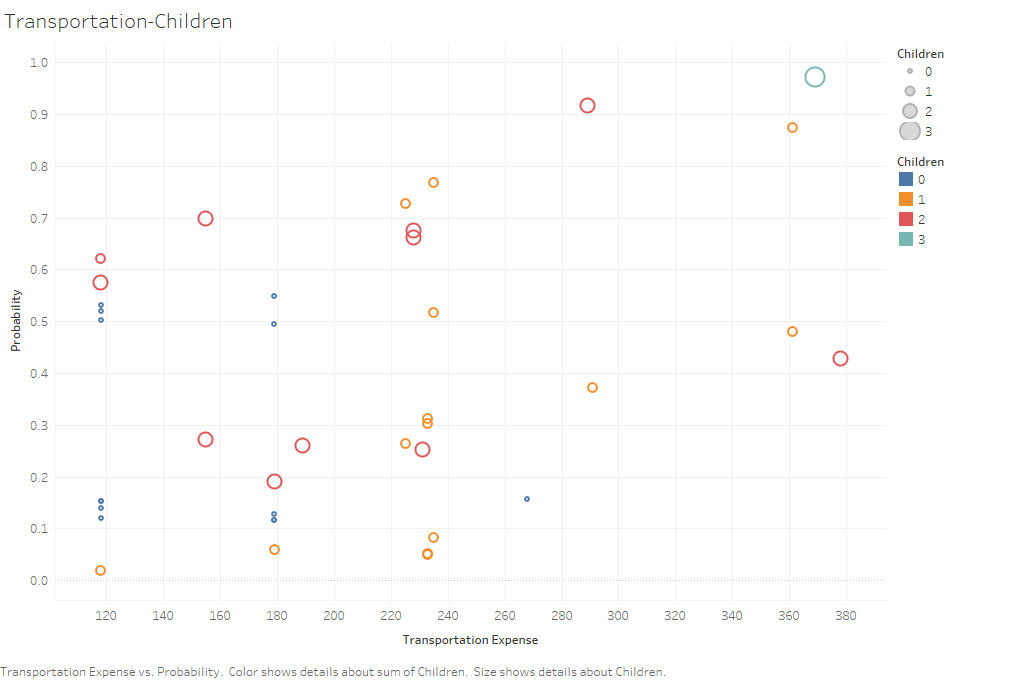 Transportation-Children
Children
0
1
2
3
Children
0
1
2
3
Probability
1.0
0.9
0.8
0.7
0.6
0.5
0.4
0.3
0.2
0.1
0.0
120 140 160 180 200 220 240 260 280 300 320 340 360 380
Transportation Expense
Transportation Expense vs. Probability. Color shows details about sum of Children. Size shows details about Children.